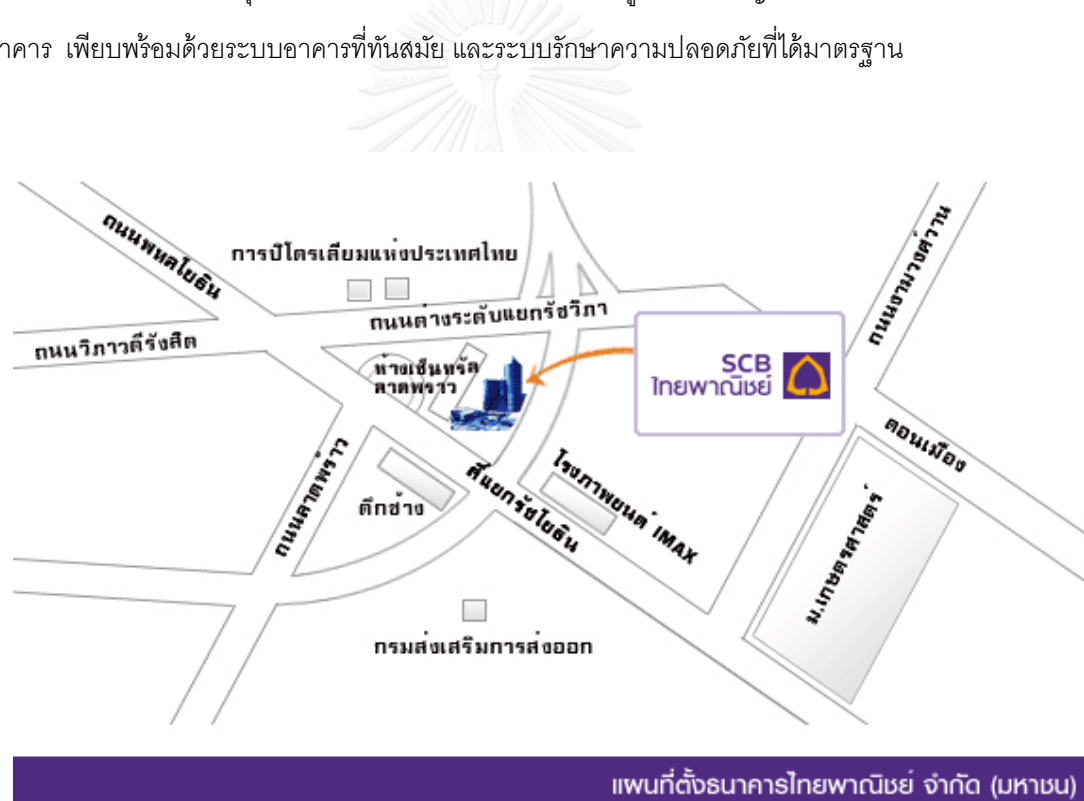 าคาร เพียบพร้อมด้วยระบบอาคารที่ทันสมัย และระบบรักษาความปลอดภัยที่ได้มาตรฐาน
ถนนพหลโยธิน
การปิโตรเลียมแห่งประเทศไทย
ถนนงามวงศ์วาน
ถนนต่างระดับแยกรัชวิภา
ถนนวิภาวดีรังสิต
ห้างเซ็นทรัล
ลาดพร้าว
SCB
ไทยพาณิชย์
ดอนเมือง
ถนนลาดพร้าว
ตึกช้าง
สี่แยกรัชโยธิน
โรงภาพยนต์ IMAX
ม.เกษตรศาสตร์
กรมส่งเสริมการส่งออก
แผนที่ตั้งธนาคารไทยพาณิชย์ จำกัด (มหาชน)